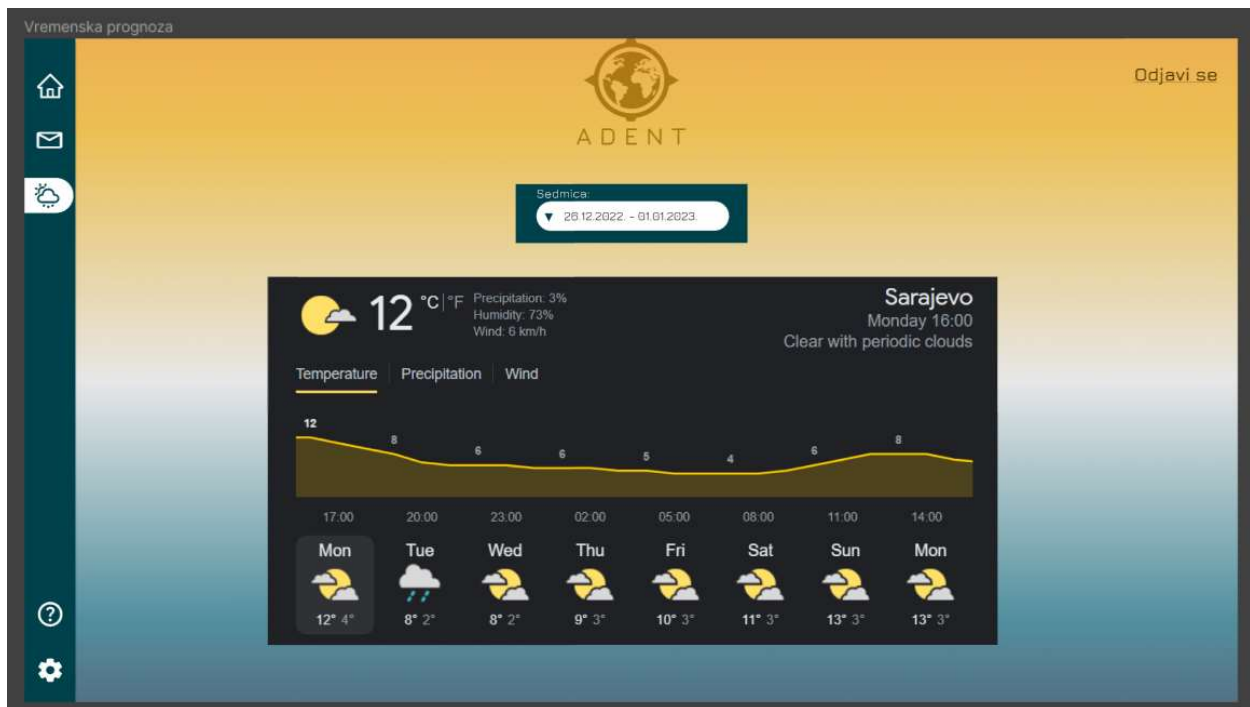 Vremenska prognoza
Odjavi se
ADENT
Sedmica:
26.12.2022. - 01.01.2023.
12 °C | °F
Precipitation: 3%
Humidity: 73%
Wind: 6 km/h
Sarajevo
Monday 16:00
Clear with periodic clouds
Temperature Precipitation Wind
12 8 6 6 5 4 6 8
17:00 20:00 23:00 02:00 05:00 08:00 11:00 14:00
Mon Tue Wed Thu Fri Sat Sun Mon
12° 4° 8° 2° 8° 2° 9° 3° 10° 3° 11° 3° 13° 3° 13° 3°